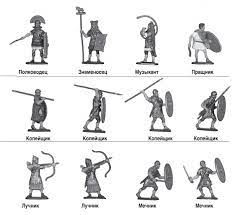 Полководец Знаменосец Музыкант Пращник
Копейщик Копейщик Копейщик Копейщик
Лучник Лучник Мечник Мечник